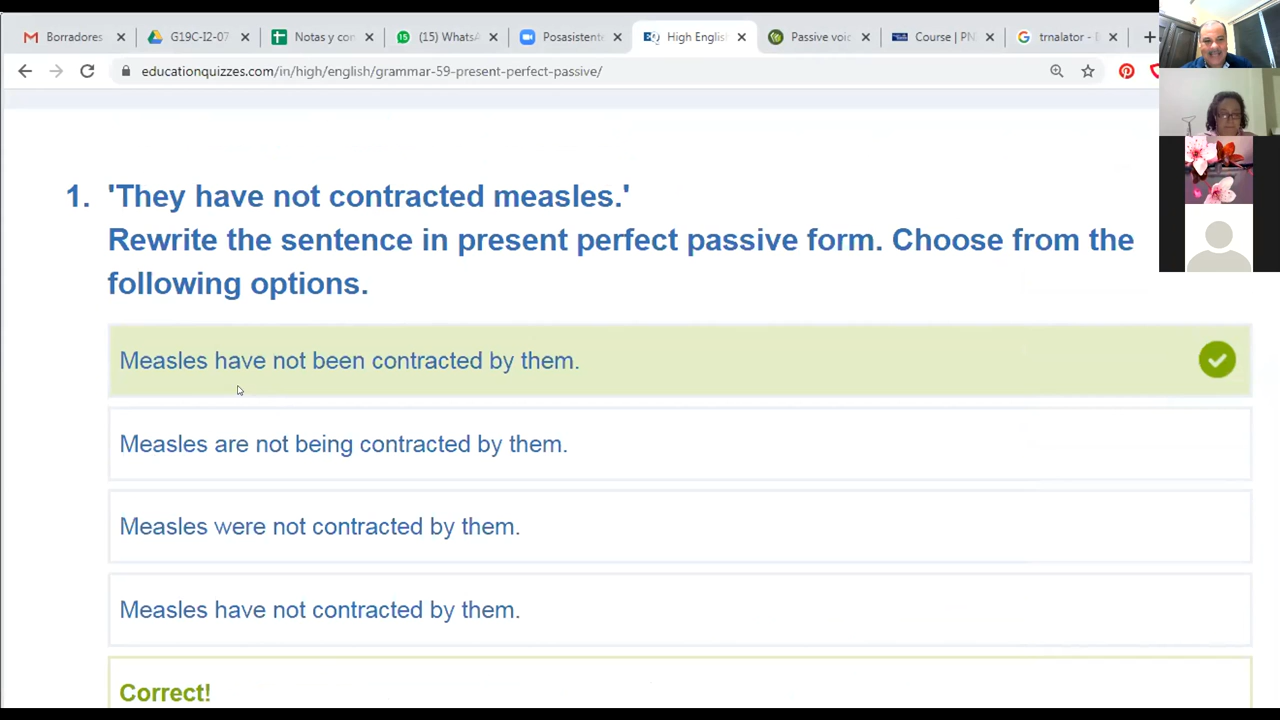 Borradores
G19C-I2-07
Notas y con
(15) WhatsA
Posasistente
High Englis
Passive voic
Course | PN
trnalator - 
educationquizzes.com/in/high/english/grammar-59-present-perfect-passive/
1. 'They have not contracted measles.'
Rewrite the sentence in present perfect passive form. Choose from the
following options.
Measles have not been contracted by them.
Measles are not being contracted by them.
Measles were not contracted by them.
Measles have not contracted by them.
Correct!